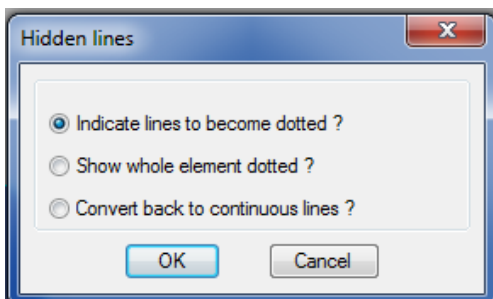 Hidden lines
Indicate lines to become dotted ?
Show whole element dotted ?
Convert back to continuous lines ?
OK Cancel